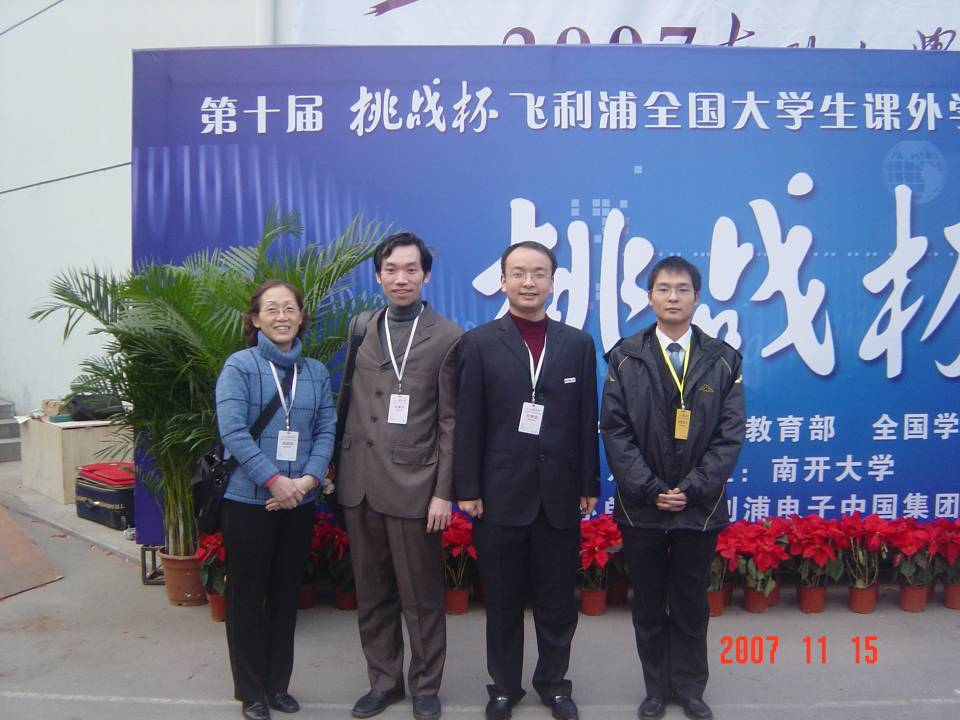 2007
第十届 挑战杯 飞利浦全国大学生课外学
挑战杯
教育部 全国学
: 南开大学
利浦电子中国集团
2007 11 15